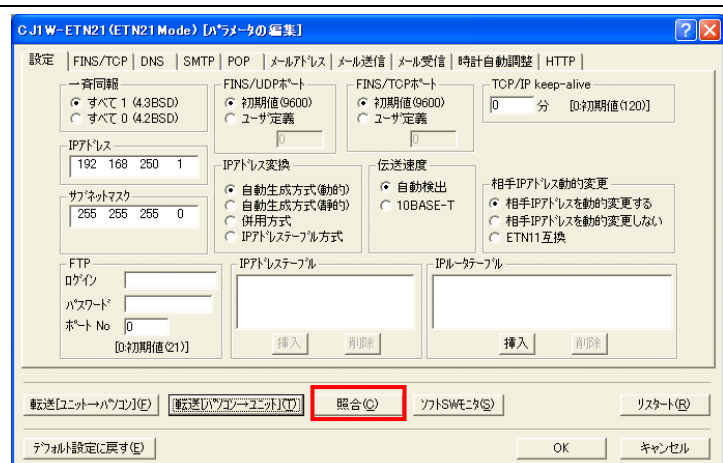 CJ1W-ETN21(ETN21 Mode) [ﾊﾟﾗﾒｰﾀの編集]
設定 FINS/TCP DNS SMTP POP ﾒｰﾙｱﾄﾞﾚｽ ﾒｰﾙ送信 ﾒｰﾙ受信 時計自動調整 HTTP
一斉同報
すべて 1 (4.3BSD)
すべて 0 (4.2BSD)
FINS/UDPﾎﾟｰﾄ
初期値(9600)
ユーザ定義
0
FINS/TCPﾎﾟｰﾄ
初期値(9600)
ユーザ定義
0
TCP/IP keep-alive
0 分 [0:初期値(120)]
IPｱﾄﾞﾚｽ
192 168 250 1
ｻﾌﾞﾈｯﾄﾏｽｸ
255 255 255 0
IPｱﾄﾞﾚｽ変換
自動生成方式(動的)
自動生成方式(静的)
併用方式
IPｱﾄﾞﾚｽﾃｰﾌﾞﾙ方式
伝送速度
自動検出
10BASE-T
相手IPｱﾄﾞﾚｽ動的変更
相手IPｱﾄﾞﾚｽを動的変更する
相手IPｱﾄﾞﾚｽを動的変更しない
ETN11互換
FTP
ﾛｸﾞｲﾝ
ﾊﾟｽﾜｰﾄﾞ
ﾎﾟｰﾄ No 0
[0:初期値(21)]
IPｱﾄﾞﾚｽﾃｰﾌﾞﾙ
挿入 削除
IPﾙｰﾀﾃｰﾌﾞﾙ
挿入 削除
転送[ﾕﾆｯﾄ→ﾊﾟｿｺﾝ](F) 転送[ﾊﾟｿｺﾝ→ﾕﾆｯﾄ](T) 照合(C) ｿﾌﾄSWﾓﾆﾀ(S) ﾘｽﾀｰﾄ(R)
ﾃﾞﾌｫﾙﾄ設定に戻す(E) OK ｷｬﾝｾﾙ